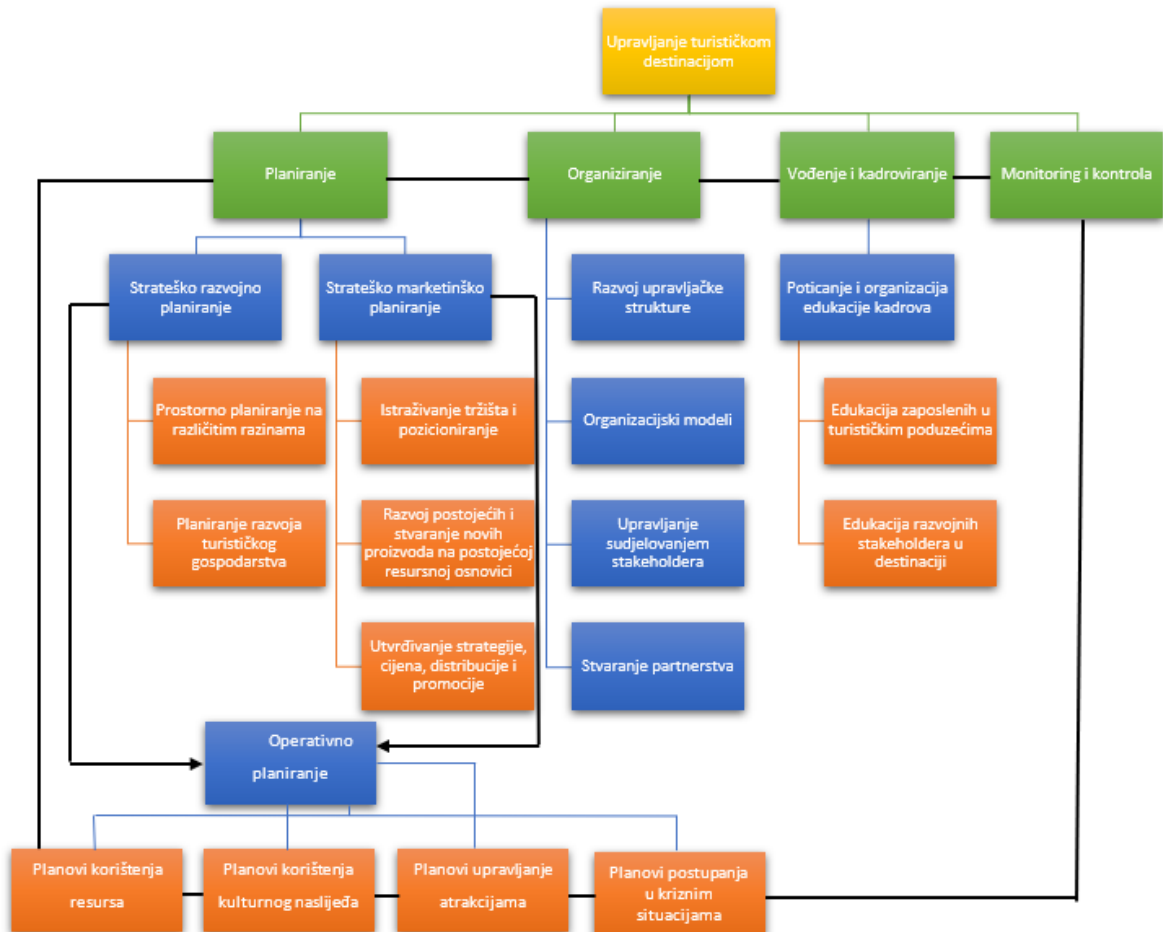 Upravljanje turističkom
destinacijom
Planiranje
Organiziranje
Vođenje i kadroviranje
Monitoring i kontrola
Strateško razvojno
planiranje
Strateško marketinško
planiranje
Razvoj upravljačke
strukture
Poticanje i organizacija
edukacije kadrova
Prostorno planiranje na
različitim razinama
Istraživanje tržišta i
pozicioniranje
Organizacijski modeli
Edukacija zaposlenih u
turističkim poduzećima
Planiranje razvoja
turističkog
gospodarstva
Razvoj postojećih i
stvaranje novih
proizvoda na postojećoj
resursnoj osnovici
Upravljanje
sudjelovanjem
stakeholdera
Edukacija razvojnih
stakeholdera u
destinaciji
Utvrđivanje strategije,
cijena, distribucije i
promocije
Stvaranje partnerstva
Operativno
planiranje
Planovi korištenja
resursa
Planovi korištenja
kulturnog naslijeđa
Planovi upravljanje
atrakcijama
Planovi postupanja
u kriznim
situacijama